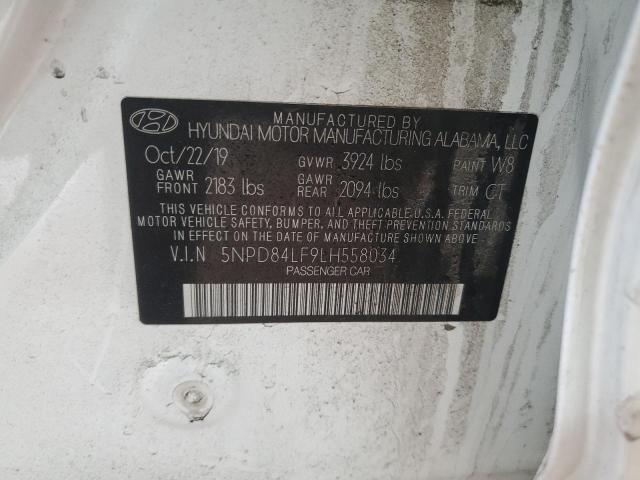 MANUFACTURED BY
HYUNDAI MOTOR MANUFACTURING ALABAMA, LLC
Oct/22/19 GVWR 3924 lbs PAINT W8
GAWR FRONT 2183 lbs GAWR REAR 2094 lbs TRIM CT
THIS VEHICLE CONFORMS TO ALL APPLICABLE U.S.A. FEDERAL
MOTOR VEHICLE SAFETY, BUMPER, AND THEFT PREVENTION STANDARDS
IN EFFECT ON THE DATE OF MANUFACTURE SHOWN ABOVE.
V.I.N 5NPD84LF9LH558034
PASSENGER CAR